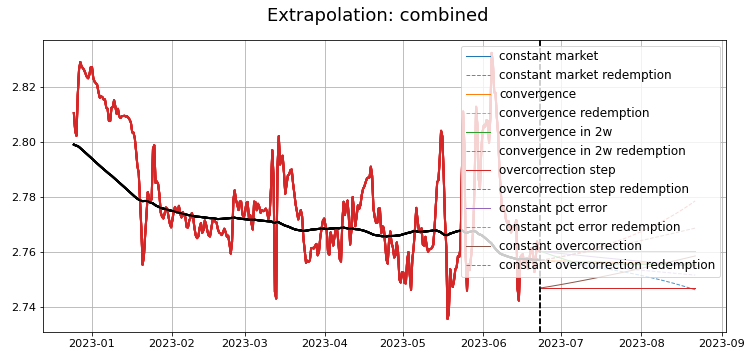 Extrapolation: combined
2.82
2.80
2.78
2.76
2.74
constant market
constant market redemption
convergence
convergence redemption
convergence in 2w
convergence in 2w redemption
overcorrection step
overcorrection step redemption
constant pct error
constant pct error redemption
constant overcorrection
constant overcorrection redemption
2023-01 2023-02 2023-03 2023-04 2023-05 2023-06 2023-07 2023-08 2023-09